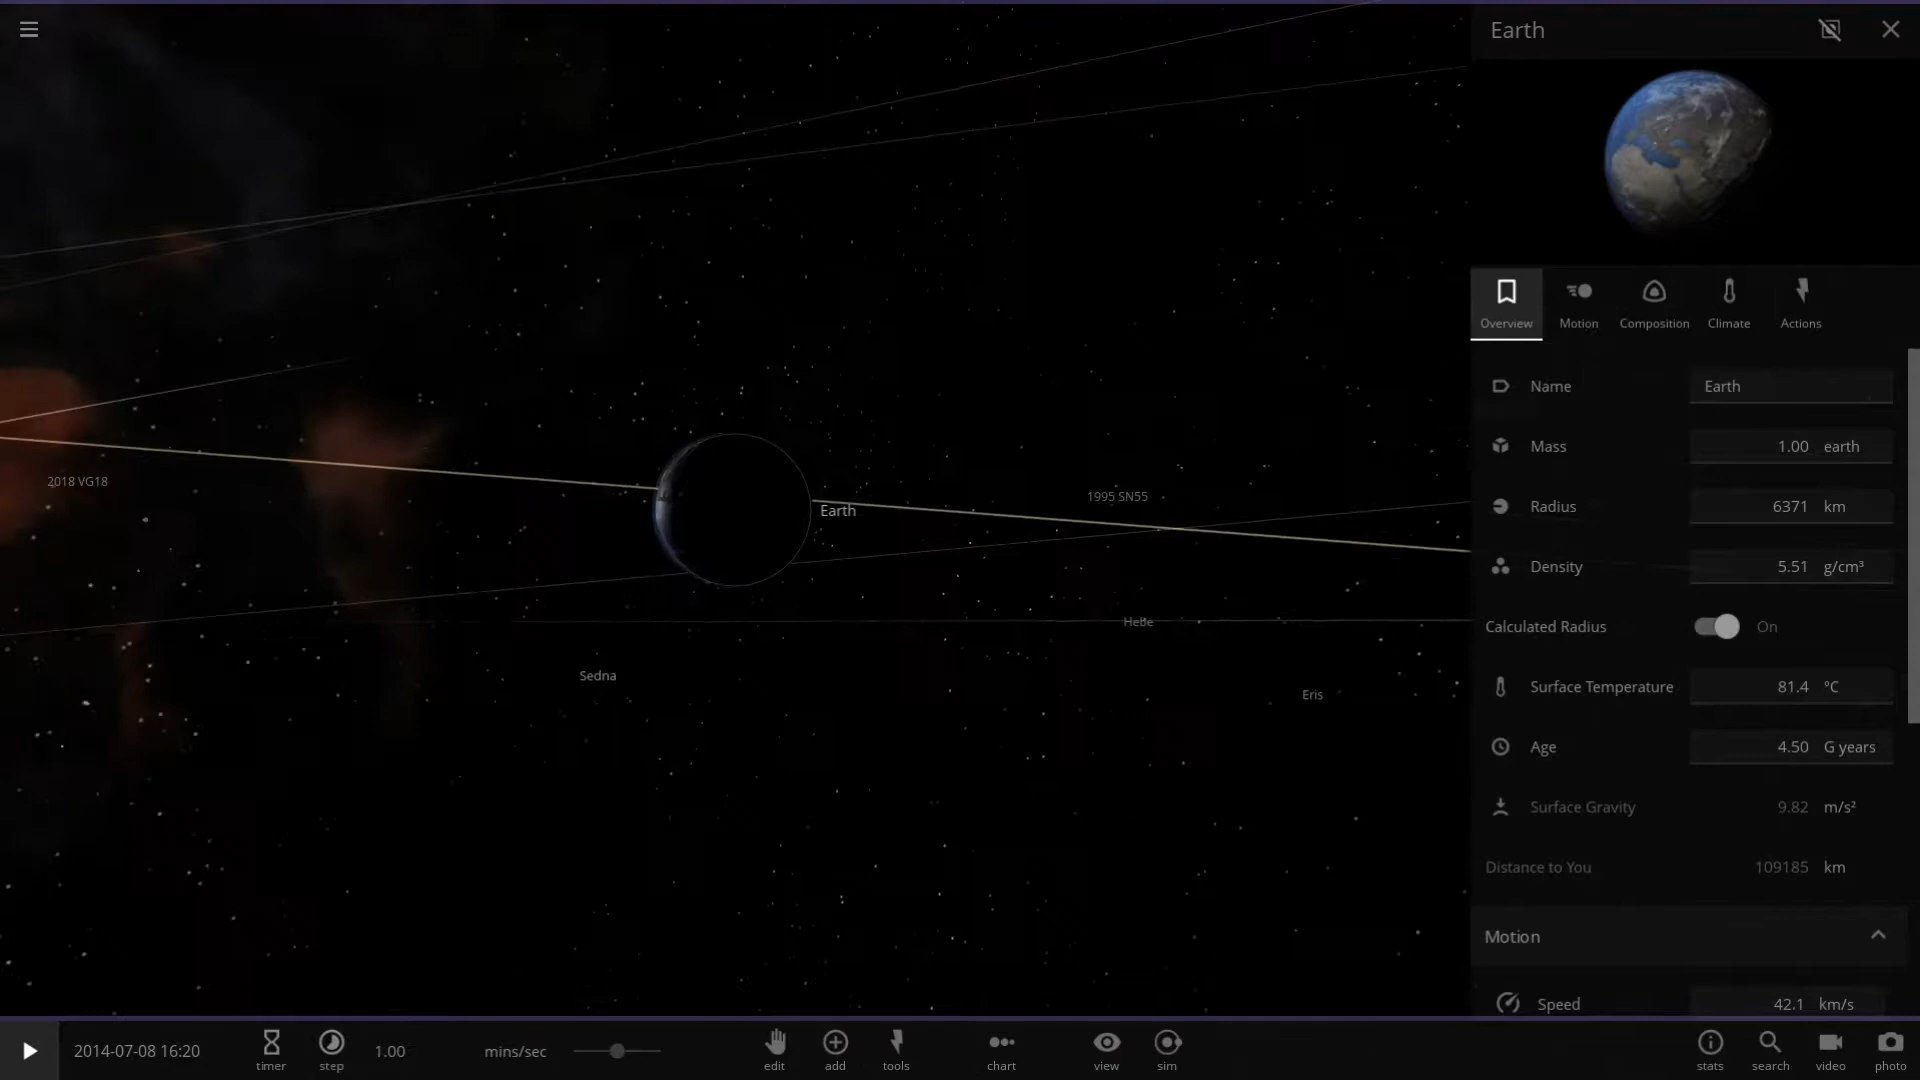 Earth
Overview
Motion
Composition
Climate
Actions
Name Earth
Mass 1.00 earth
Radius 6371 km
Density 5.51 g/cm³
Calculated Radius On
Surface Temperature 81.4 °C
Age 4.50 G years
Surface Gravity 9.82 m/s²
Distance to You 109185 km
Motion
Speed 42.1 km/s
2018 VG18
1995 SN55
Earth
Hebe
Sedna
Eris
2014-07-08 16:20
timer
step
1.00 mins/sec
edit
add
tools
chart
view
sim
stats
search
video
photo